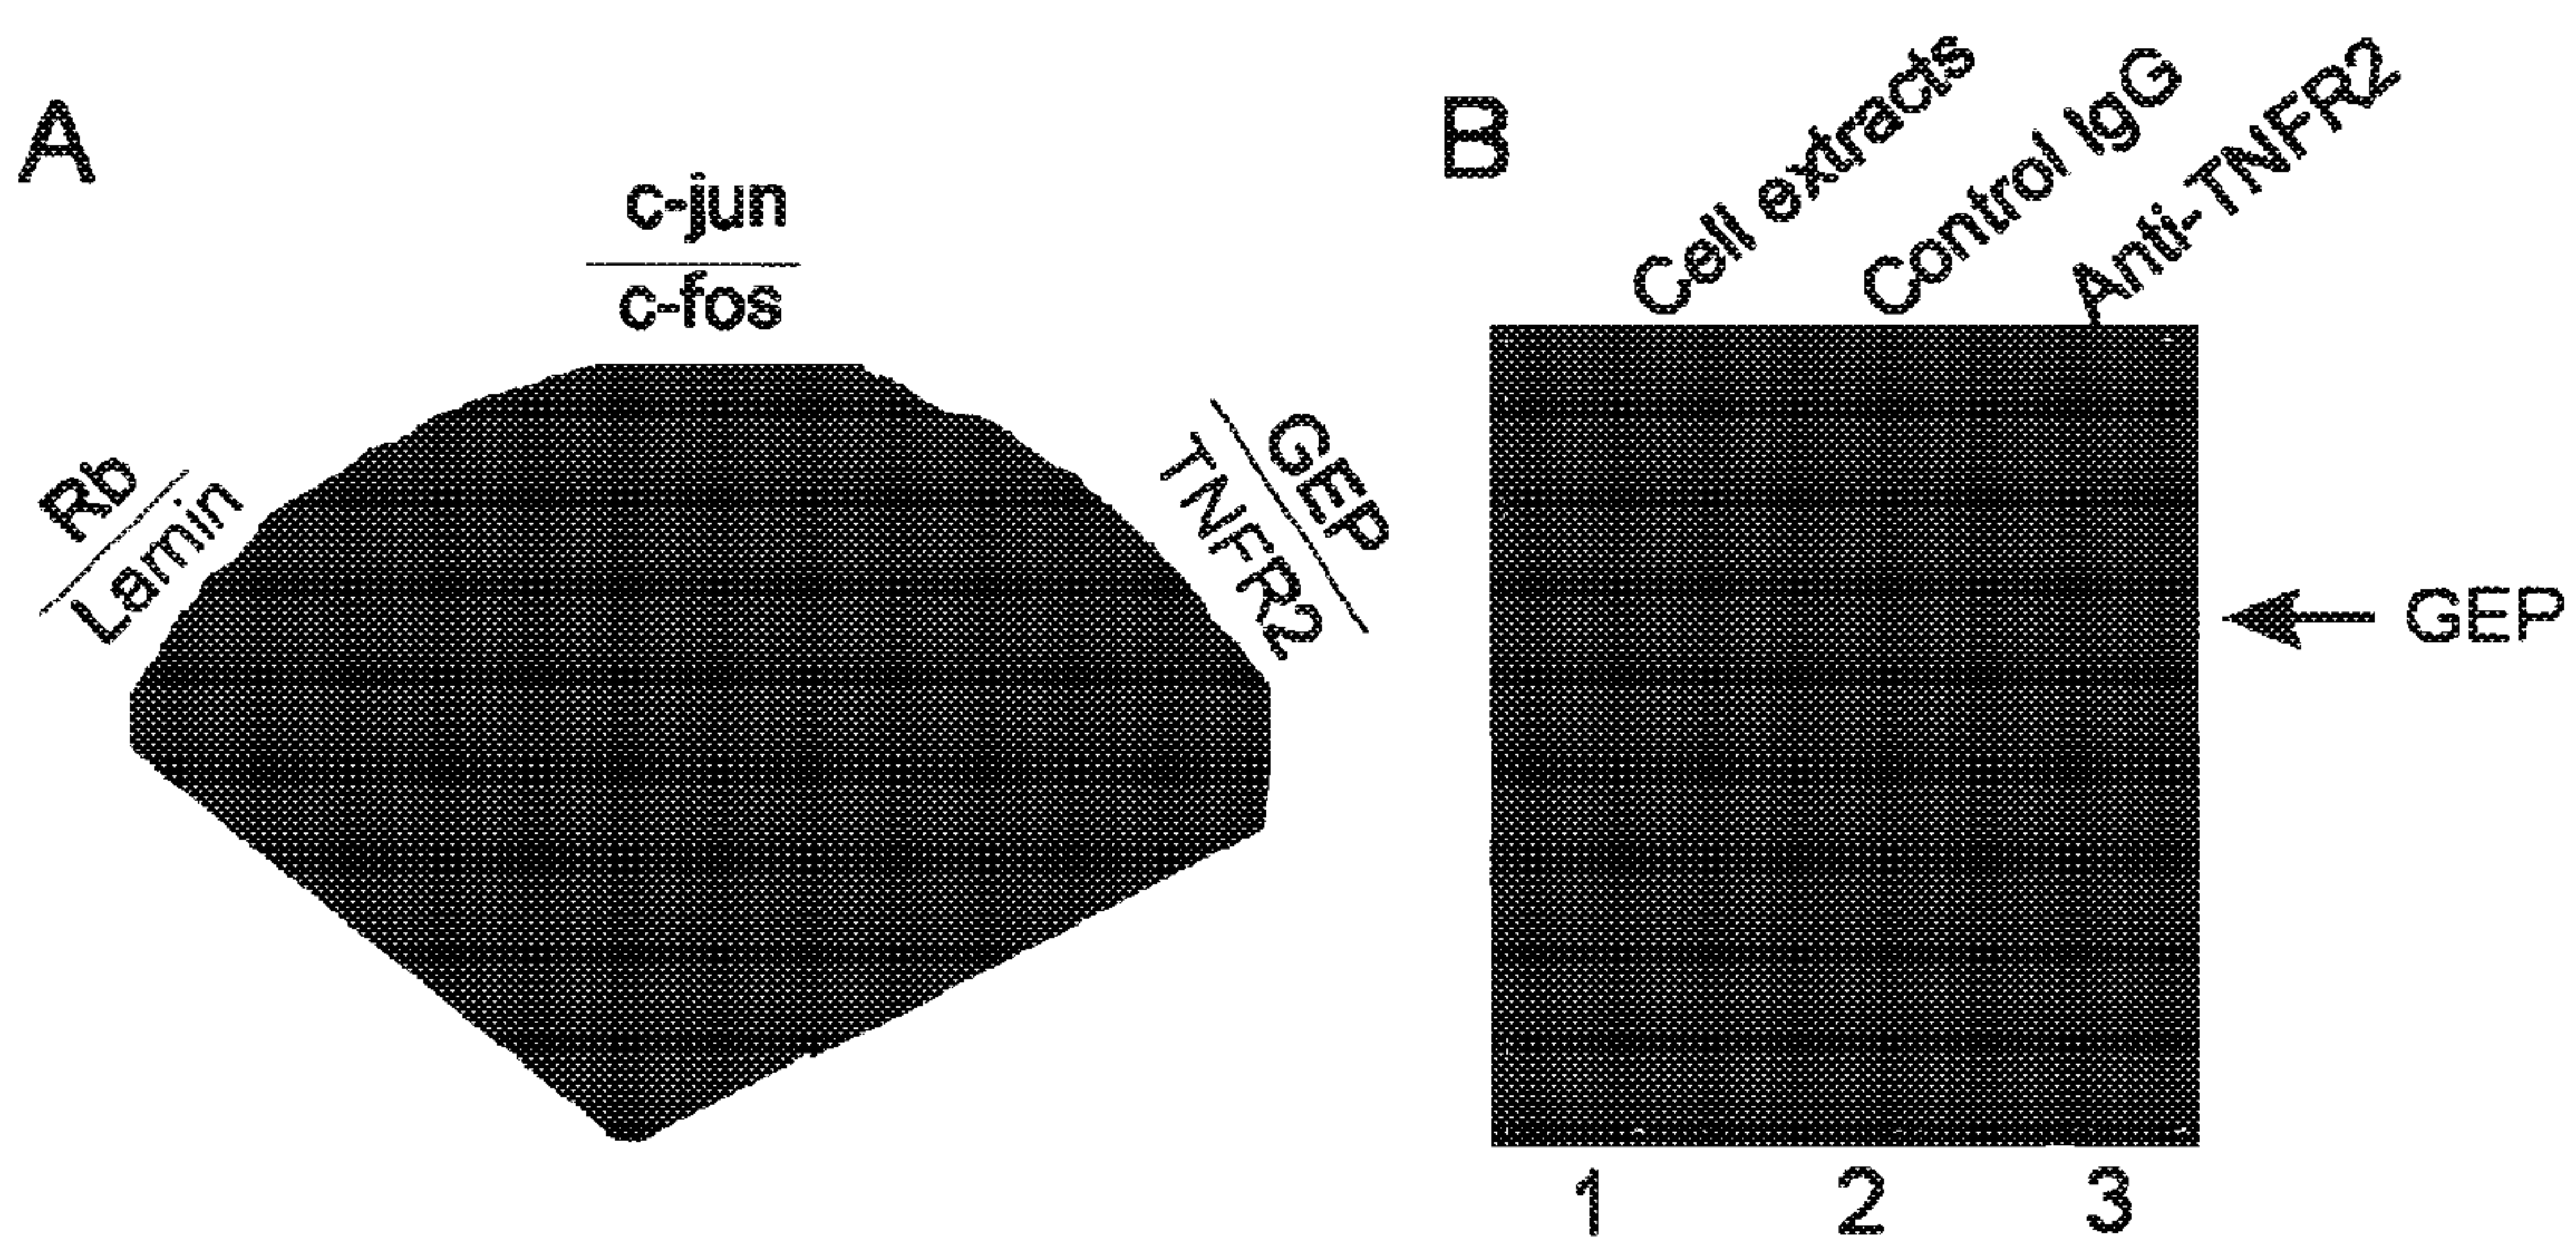 A
c-jun
c-fos
Rb
Lamin
GEP
TNFR2
B
Cell extracts
Control IgG
Anti-TNFR2
GEP
1 2 3